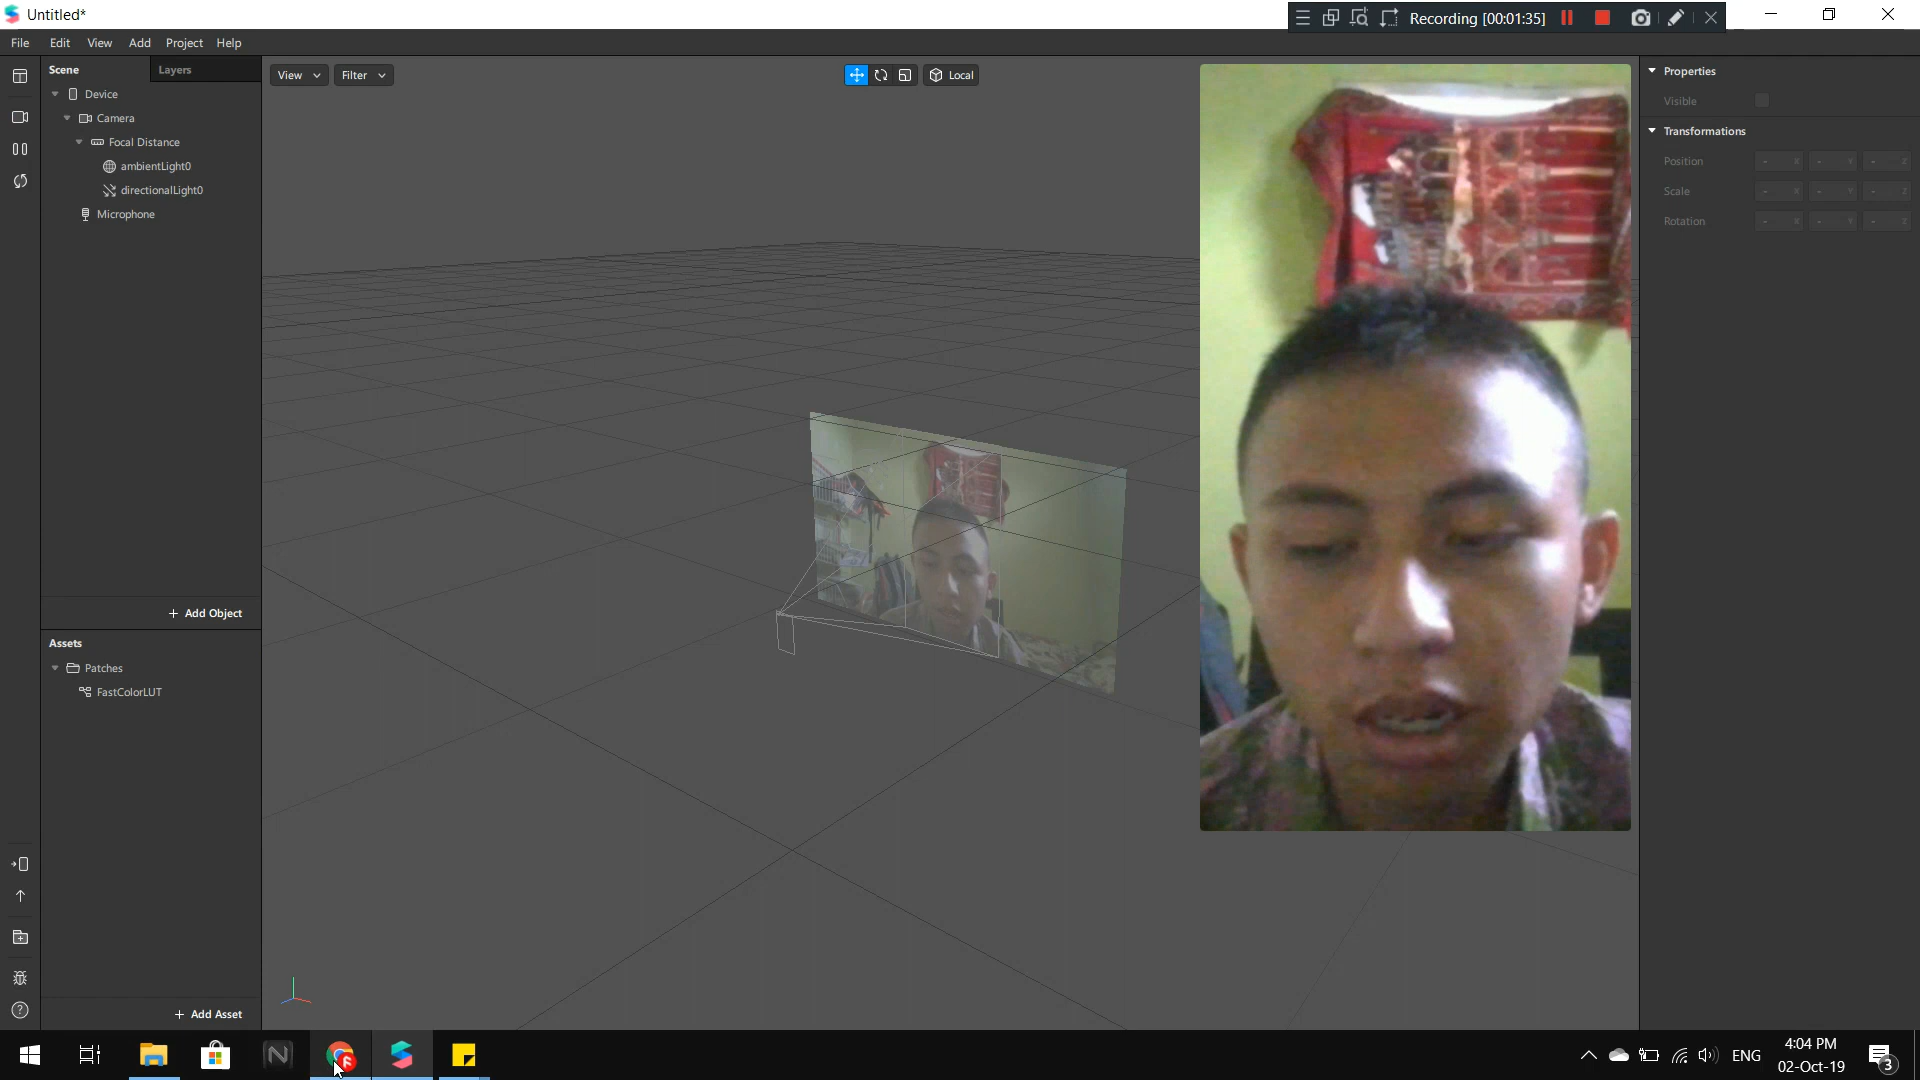 Untitled*
Recording [00:01:35]
File Edit View Add Project Help
Scene Layers
Device
Camera
Focal Distance
ambientLight0
directionalLight0
Microphone
+ Add Object
Assets
Patches
FastColorLUT
+ Add Asset
View Filter
Local
Properties
Visible
Transformations
Position - X - Y - Z
Scale - X - Y - Z
Rotation - X - Y - Z
ENG
4:04 PM
02-Oct-19
3